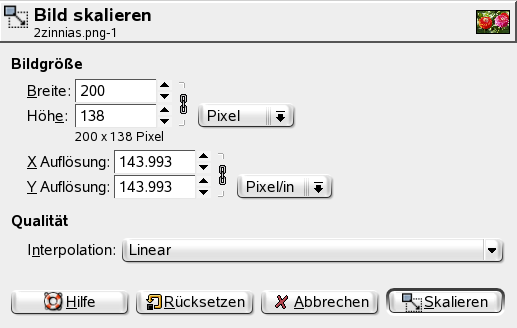 Bild skalieren
2zinnias.png-1
Bildgröße
Breite: 200
Höhe: 138 Pixel
200 x 138 Pixel
X Auflösung: 143.993
Y Auflösung: 143.993 Pixel/in
Qualität
Interpolation: Linear
Hilfe Rücksetzen Abbrechen Skalieren